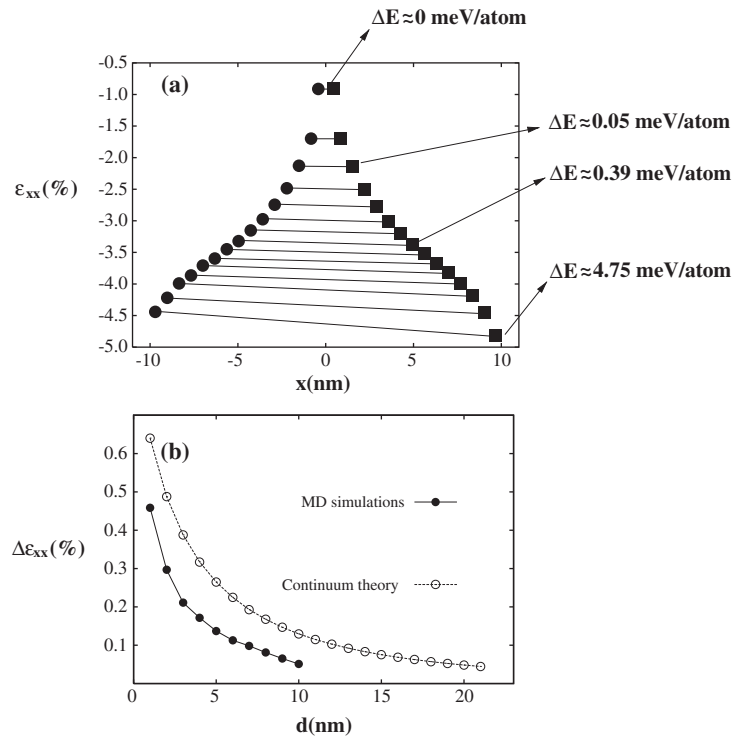 ΔE≈0 meV/atom
-0.5
(a)
-1.0
-1.5
ΔE≈0.05 meV/atom
-2.0
εxx(%)
-2.5
ΔE≈0.39 meV/atom
-3.0
-3.5
-4.0
ΔE≈4.75 meV/atom
-4.5
-5.0
-10 -5 0 5 10
x(nm)
(b)
0.6
0.5
MD simulations
0.4
Δεxx(%)
0.3
Continuum theory
0.2
0.1
0 5 10 15 20
d(nm)